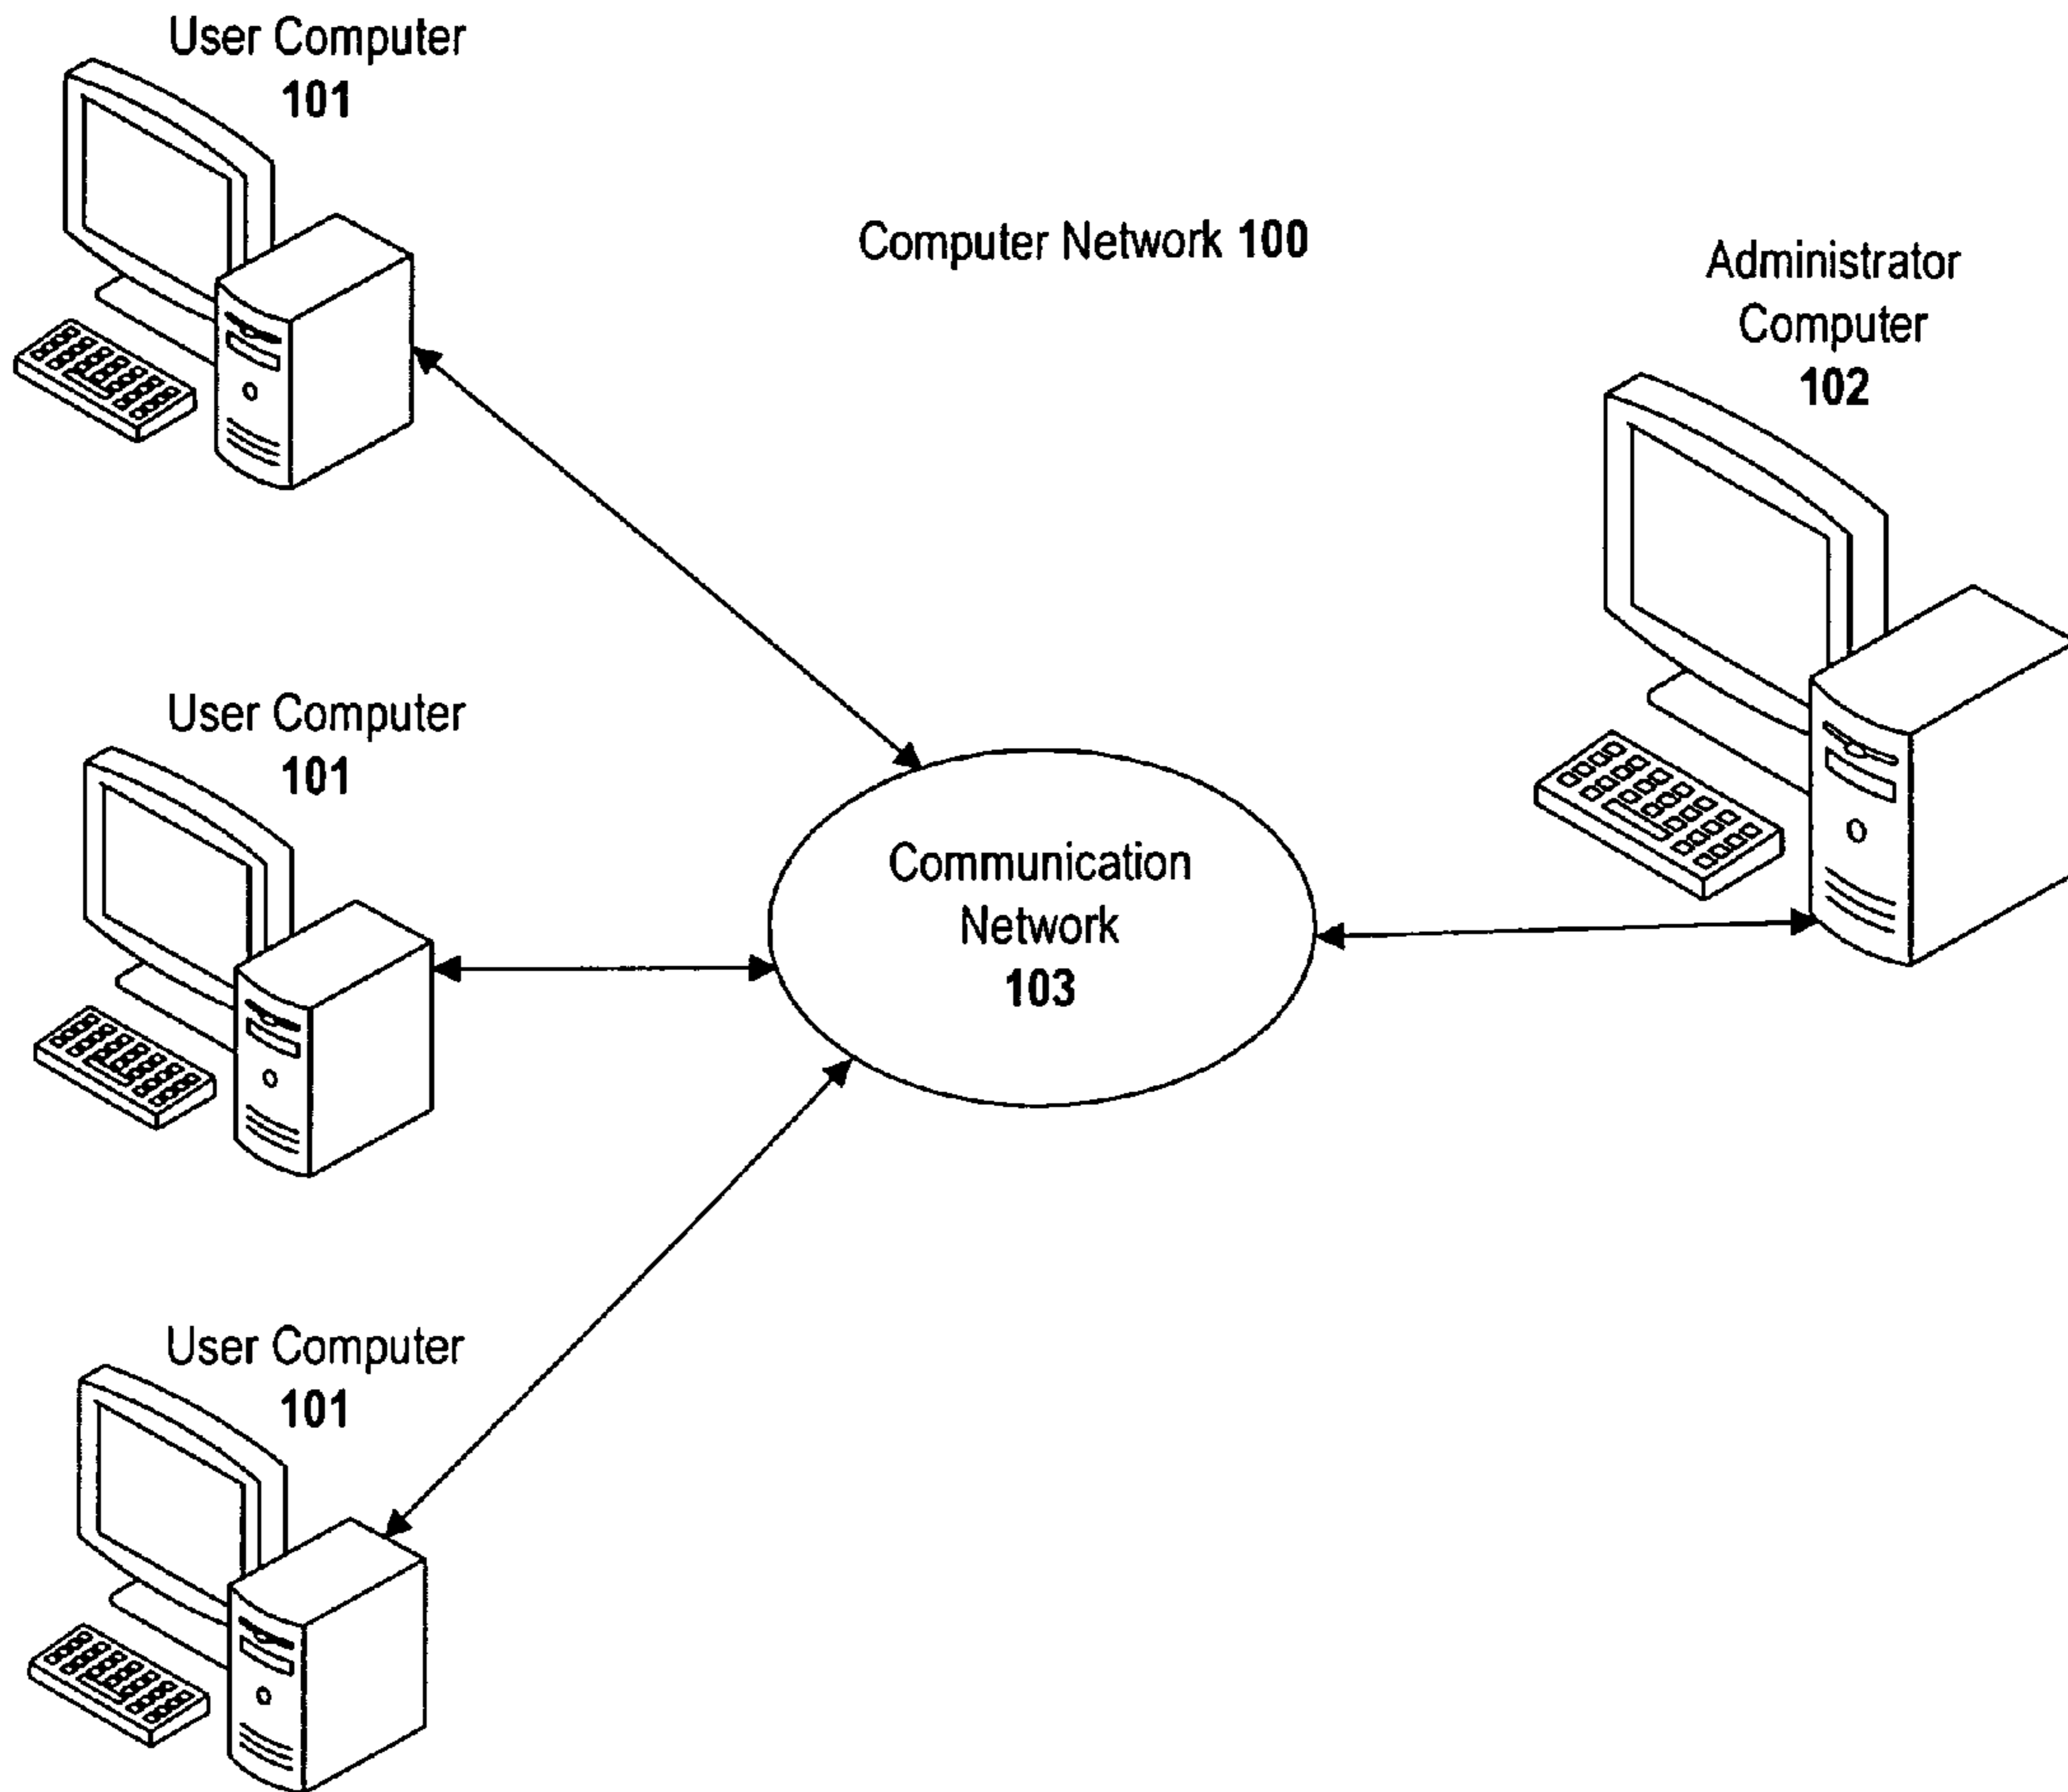 User Computer
101
Computer Network 100
Administrator
Computer
102
User Computer
101
Communication
Network
103
User Computer
101